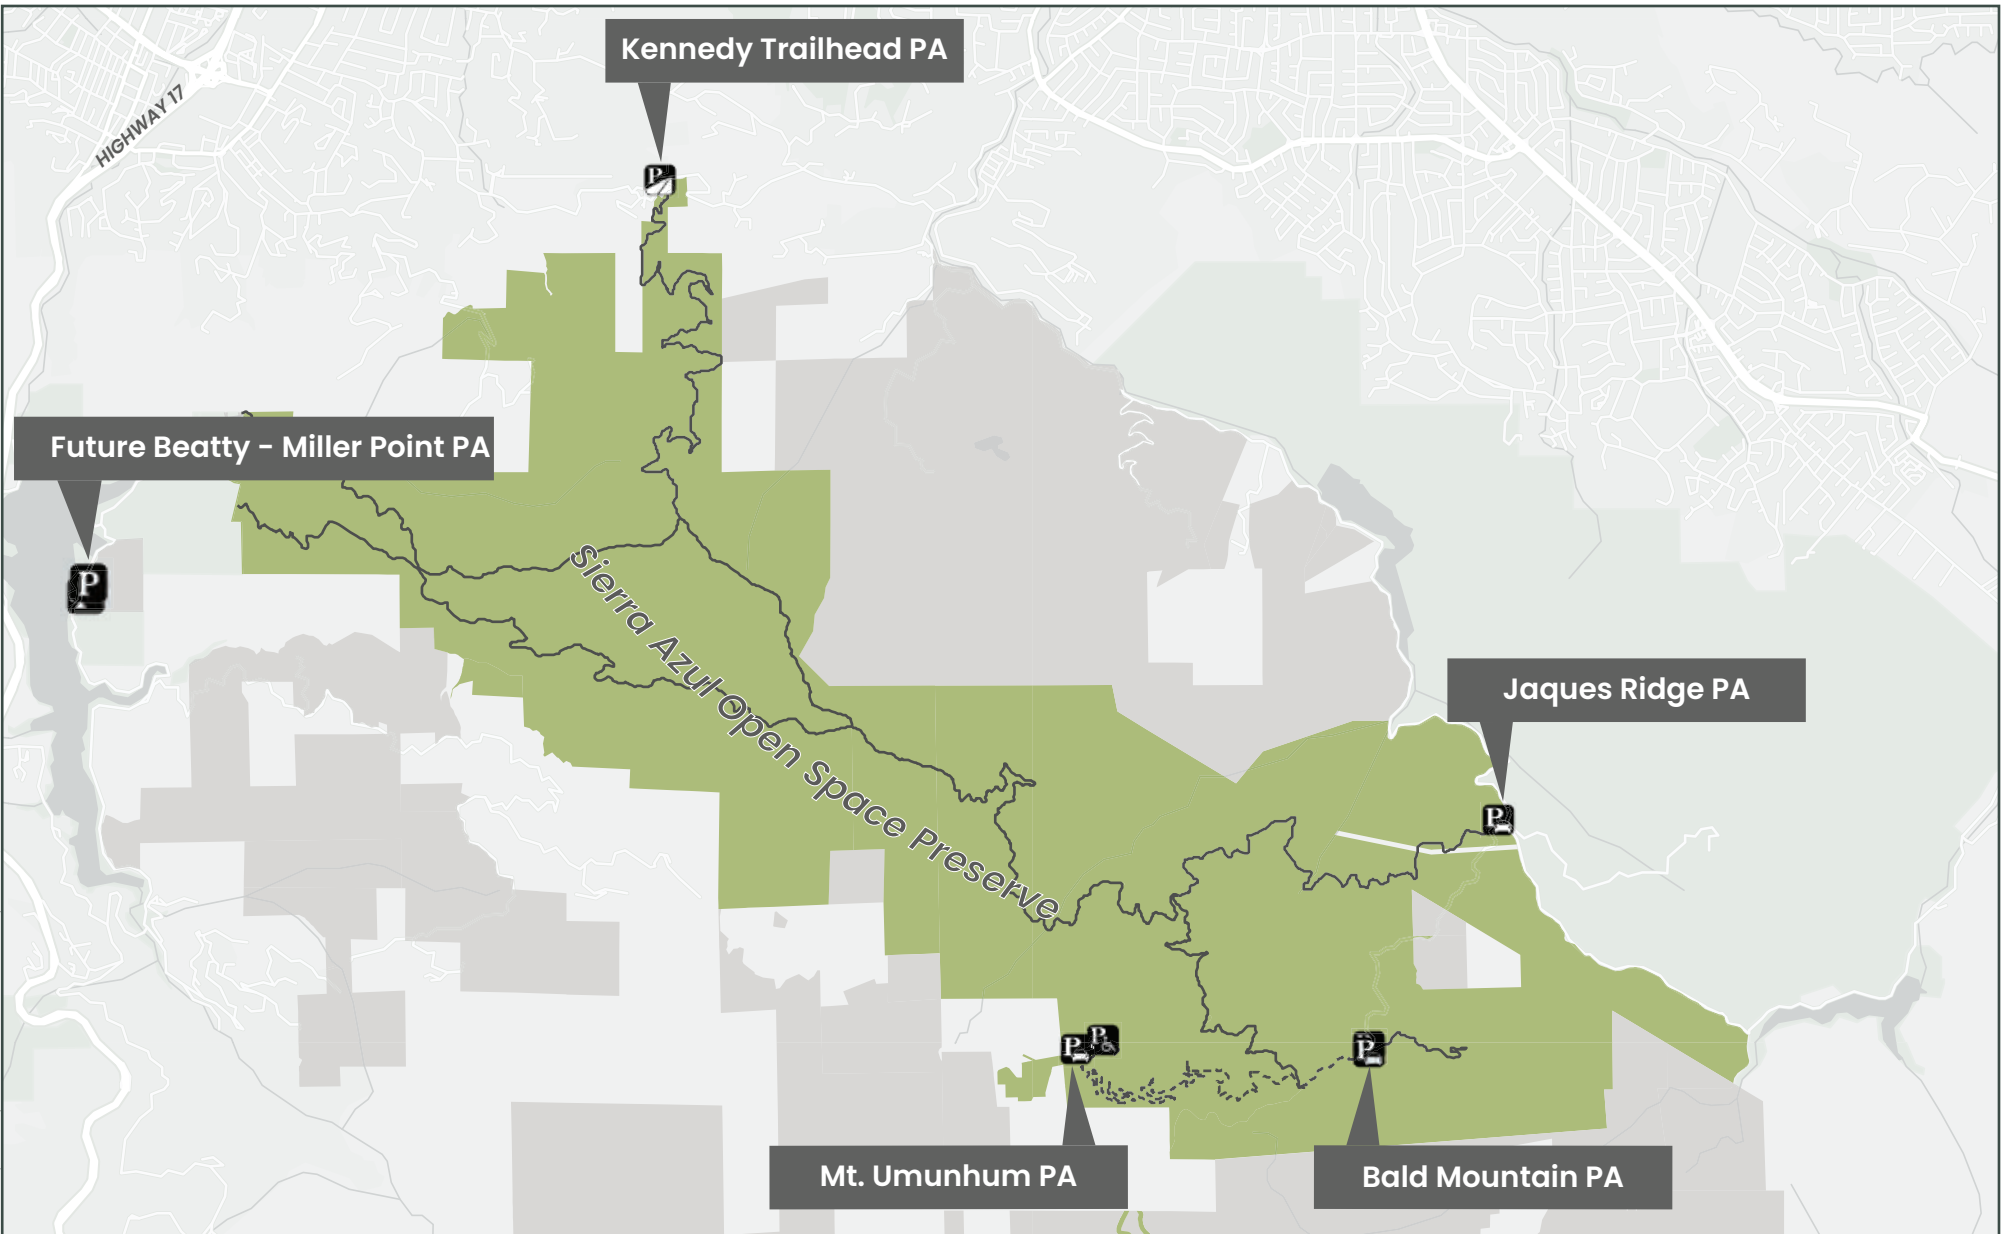 Kennedy Trailhead PA
HIGHWAY 17
P
Future Beatty - Miller Point PA
P
Sierra Azul Open Space Preserve
Jaques Ridge PA
P
P
P
P
Mt. Umunhum PA
Bald Mountain PA